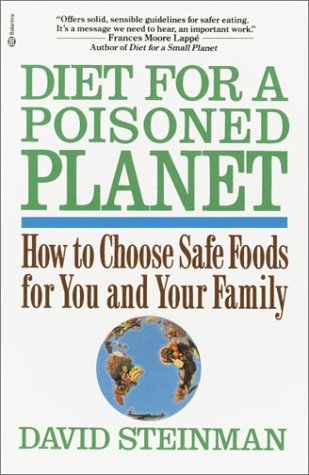 Ballantine
"Offers solid, sensible guidelines for safer eating.
It's a message we need to hear, an important work."
Frances Moore Lappé
Author of Diet for a Small Planet
DIET FOR A
POISONED
PLANET
How to Choose Safe Foods
for You and Your Family
DAVID STEINMAN